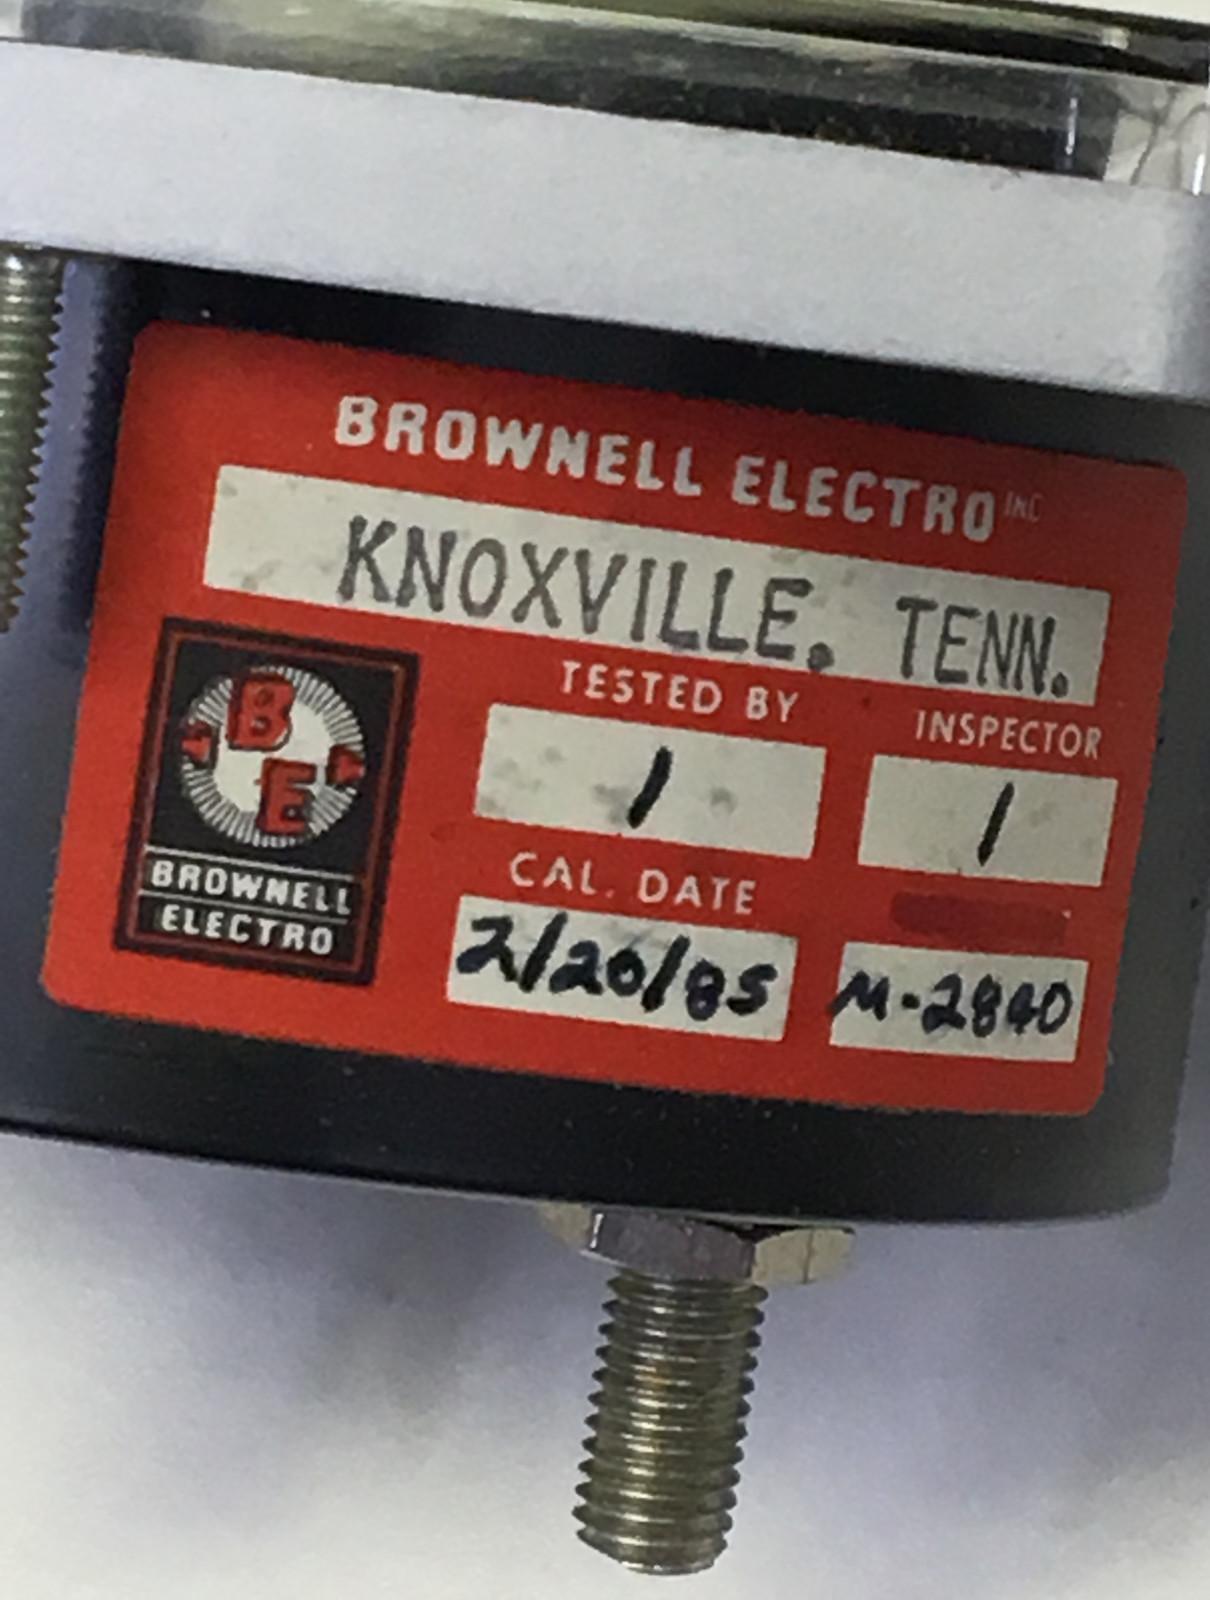 BROWNELL ELECTRO INC
KNOXVILLE. TENN.
TESTED BY INSPECTOR
1 1
B
E
BROWNELL
ELECTRO
CAL. DATE
2/20/85 M-2840